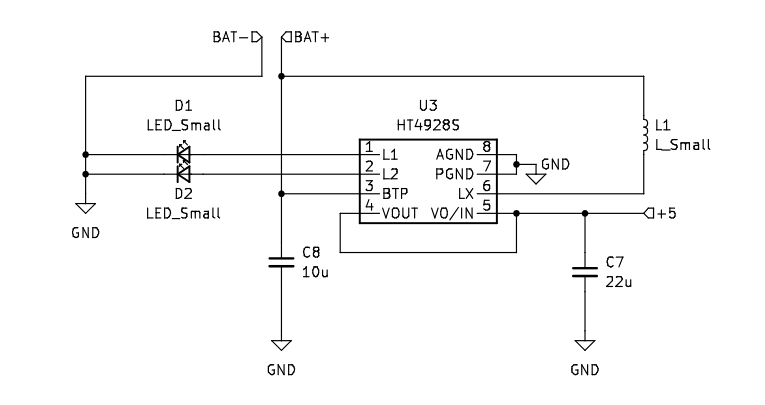 BAT-
BAT+
D1
LED_Small
U3
HT4928S
L1
L_Small
1
L1
AGND
8
GND
2
L2
PGND
7
3
BTP
LX
6
4
VOUT
VO/IN
5
+5
D2
LED_Small
GND
C8
10u
C7
22u
GND
GND